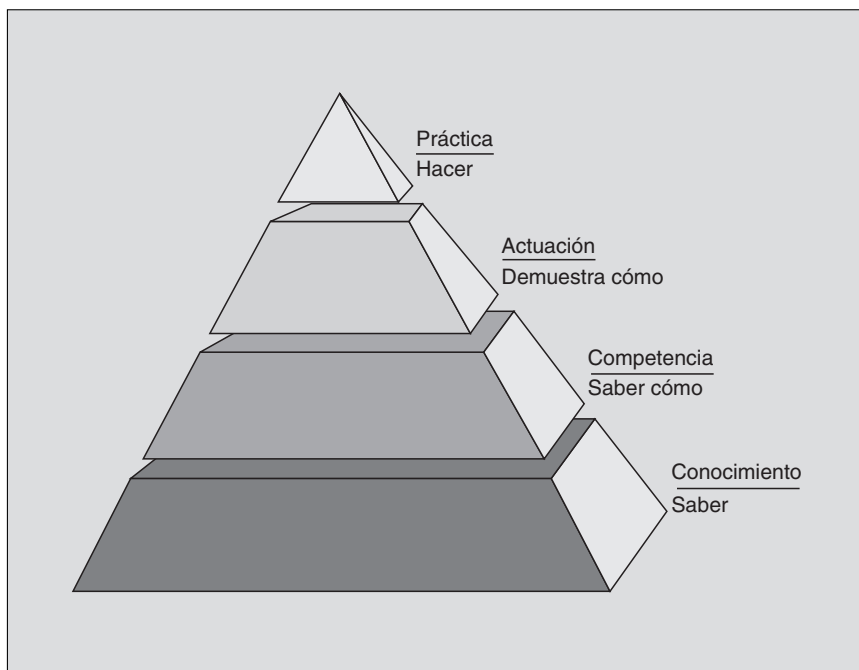 Práctica
Hacer
Actuación
Demuestra cómo
Competencia
Saber cómo
Conocimiento
Saber